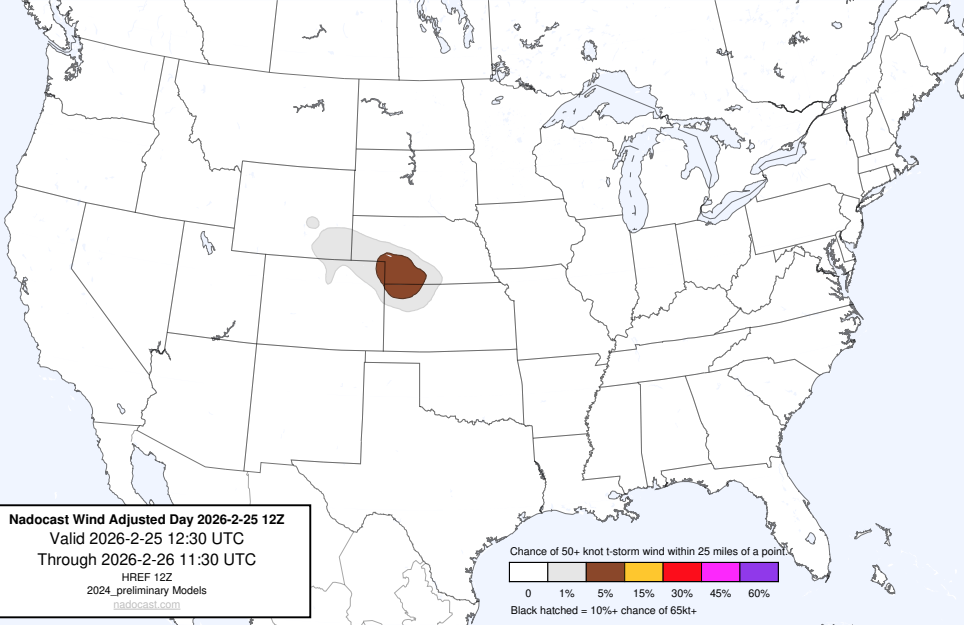 Nadocast Wind Adjusted Day 2026-2-25 12Z
Valid 2026-2-25 12:30 UTC
Through 2026-2-26 11:30 UTC
HREF 12Z
2024_preliminary Models
nadocast.com
Chance of 50+ knot t-storm wind within 25 miles of a point.
0 1% 5% 15% 30% 45% 60%
Black hatched = 10%+ chance of 65kt+